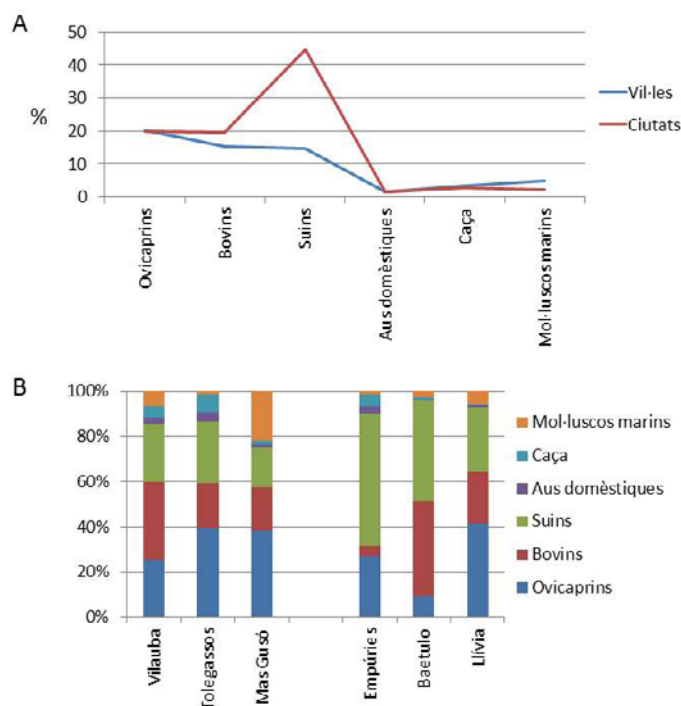 A
50
40
30
20
10
0
%
Vil·les
Ciutats
Ovicaprins
Bovins
Suins
Aus domèstiques
Caça
Mol·luscos marins
B
100%
80%
60%
40%
20%
0%
Mol·luscos marins
Caça
Aus domèstiques
Suins
Bovins
Ovicaprins
Vilauba
Tolegassos
Mas Gusó
Empúries
Baetulo
Llívia